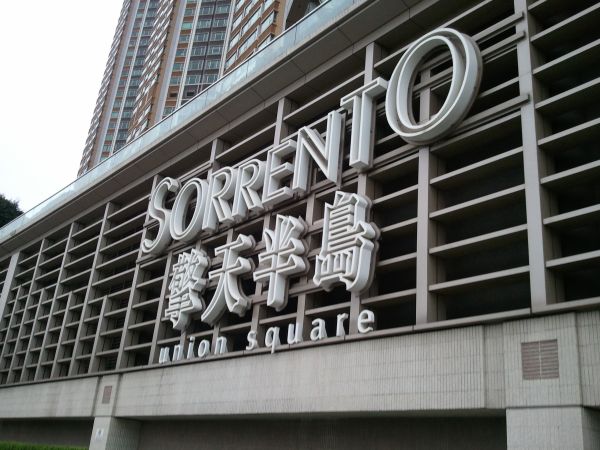 SORRENTO
擎天半島
union square